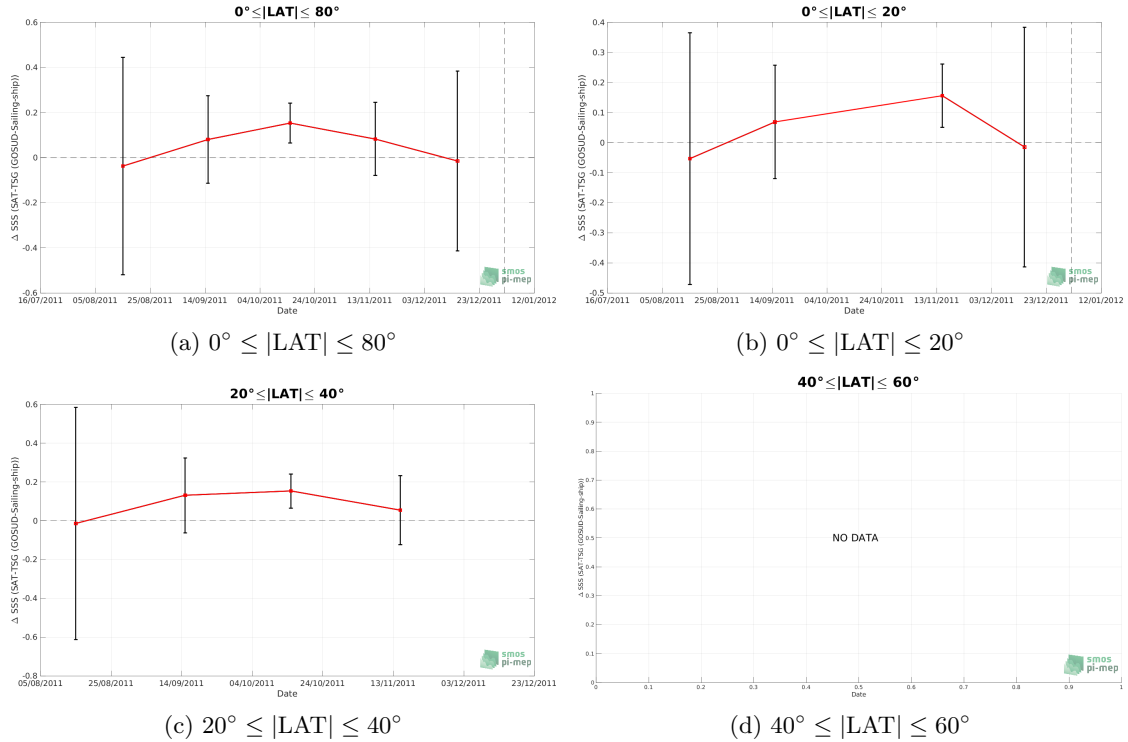 0°≤|LAT|≤ 80°
0.6
0.4
0.2
0
-0.2
-0.4
-0.6
Δ SSS (SAT-TSG (GOSUD-Sailing-ship))
16/07/2011 05/08/2011 25/08/2011 14/09/2011 04/10/2011 24/10/2011 13/11/2011 03/12/2011 23/12/2011 12/01/2012
Date
smos
pi-mep
(a) 0° ≤ |LAT| ≤ 80°
0°≤|LAT|≤ 20°
0.4
0.3
0.2
0.1
0
-0.1
-0.2
-0.3
-0.4
-0.5
Δ SSS (SAT-TSG (GOSUD-Sailing-ship))
16/07/2011 05/08/2011 25/08/2011 14/09/2011 04/10/2011 24/10/2011 13/11/2011 03/12/2011 23/12/2011 12/01/2012
Date
smos
pi-mep
(b) 0° ≤ |LAT| ≤ 20°
20°≤|LAT|≤ 40°
0.6
0.4
0.2
0
-0.2
-0.4
-0.6
-0.8
Δ SSS (SAT-TSG (GOSUD-Sailing-ship))
05/08/2011 25/08/2011 14/09/2011 04/10/2011 24/10/2011 13/11/2011 03/12/2011 23/12/2011
Date
smos
pi-mep
(c) 20° ≤ |LAT| ≤ 40°
40°≤|LAT|≤ 60°
1
0.9
0.8
0.7
0.6
0.5
0.4
0.3
0.2
0.1
0
Δ SSS (SAT-TSG (GOSUD-Sailing-ship))
NO DATA
0 0.1 0.2 0.3 0.4 0.5 0.6 0.7 0.8 0.9 1
Date
smos
pi-mep
(d) 40° ≤ |LAT| ≤ 60°